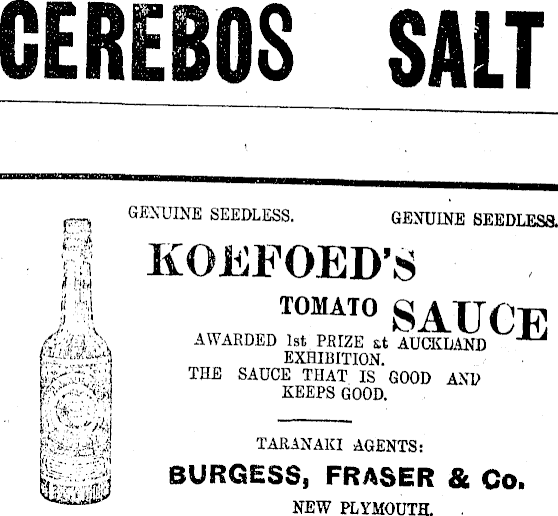 CEREBOS SALT
GENUINE SEEDLESS. GENUINE SEEDLESS.
KOEFOED'S
TOMATO SAUCE
AWARDED 1st PRIZE at AUCKLAND
EXHIBITION.
THE SAUCE THAT IS GOOD AND
KEEPS GOOD.
TARANAKI AGENTS:
BURGESS, FRASER & Co.
NEW PLYMOUTH.